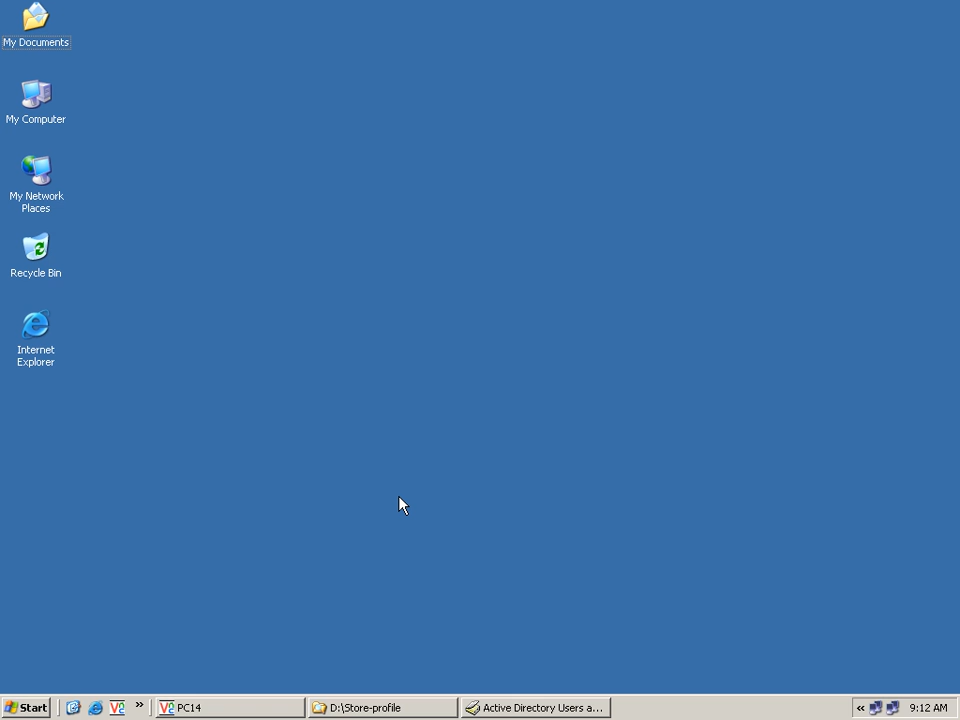 My Documents
My Computer
My Network
Places
Recycle Bin
Internet
Explorer
Start
»
PC14
D:\Store-profile
Active Directory Users a...
«
9:12 AM